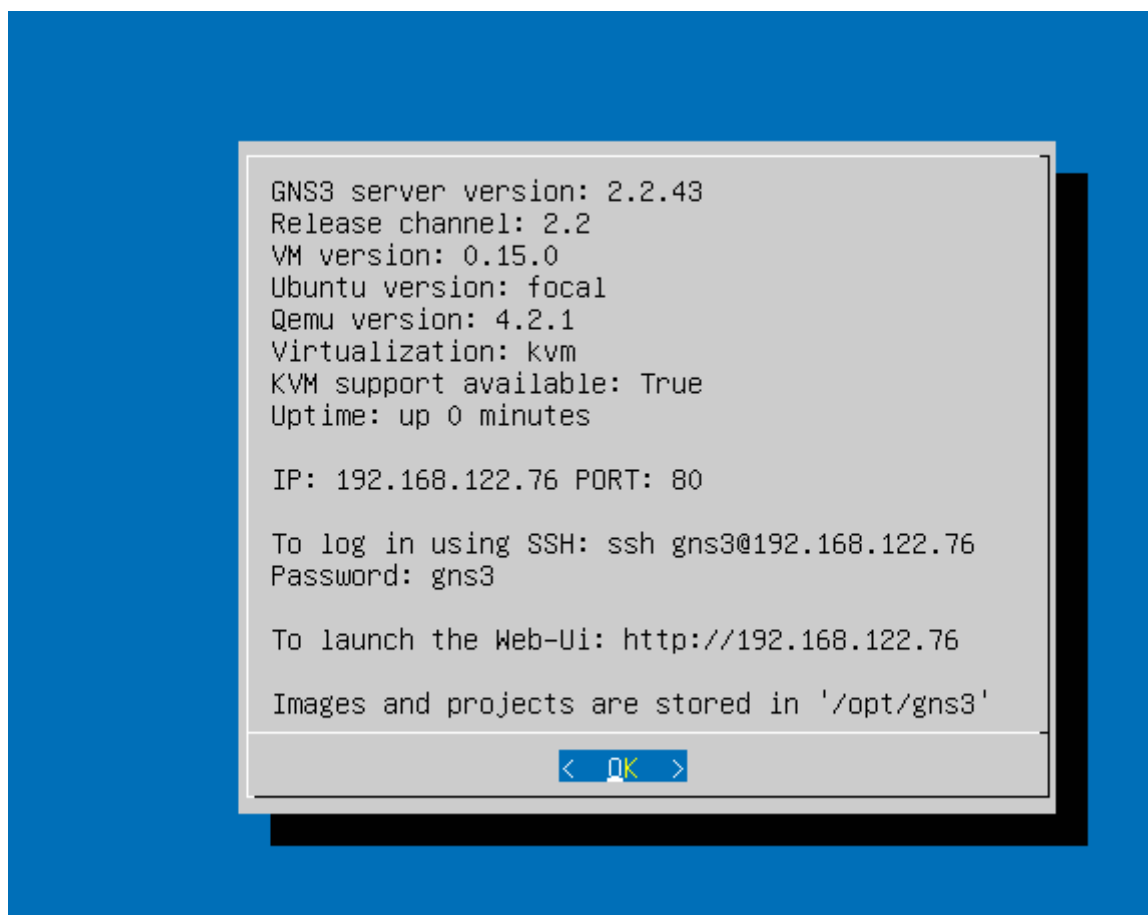 GNS3 server version: 2.2.43
Release channel: 2.2
VM version: 0.15.0
Ubuntu version: focal
Qemu version: 4.2.1
Virtualization: kvm
KVM support available: True
Uptime: up 0 minutes
IP: 192.168.122.76 PORT: 80
To log in using SSH: ssh gns3@192.168.122.76
Password: gns3
To launch the Web-Ui: http://192.168.122.76
Images and projects are stored in '/opt/gns3'
< OK >